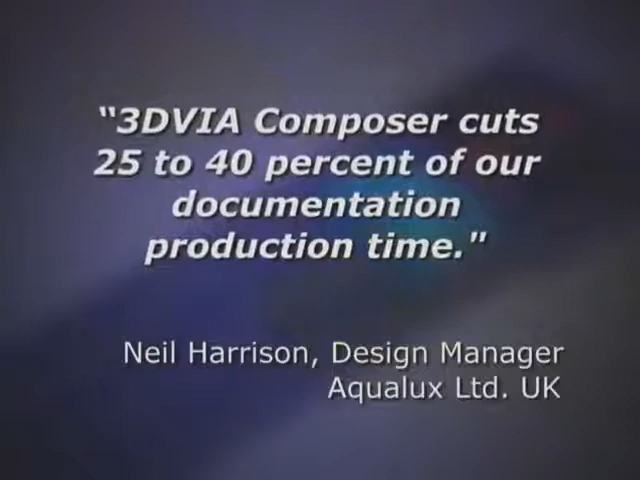 “3DVIA Composer cuts
25 to 40 percent of our
documentation
production time."
Neil Harrison, Design Manager
Aqualux Ltd. UK